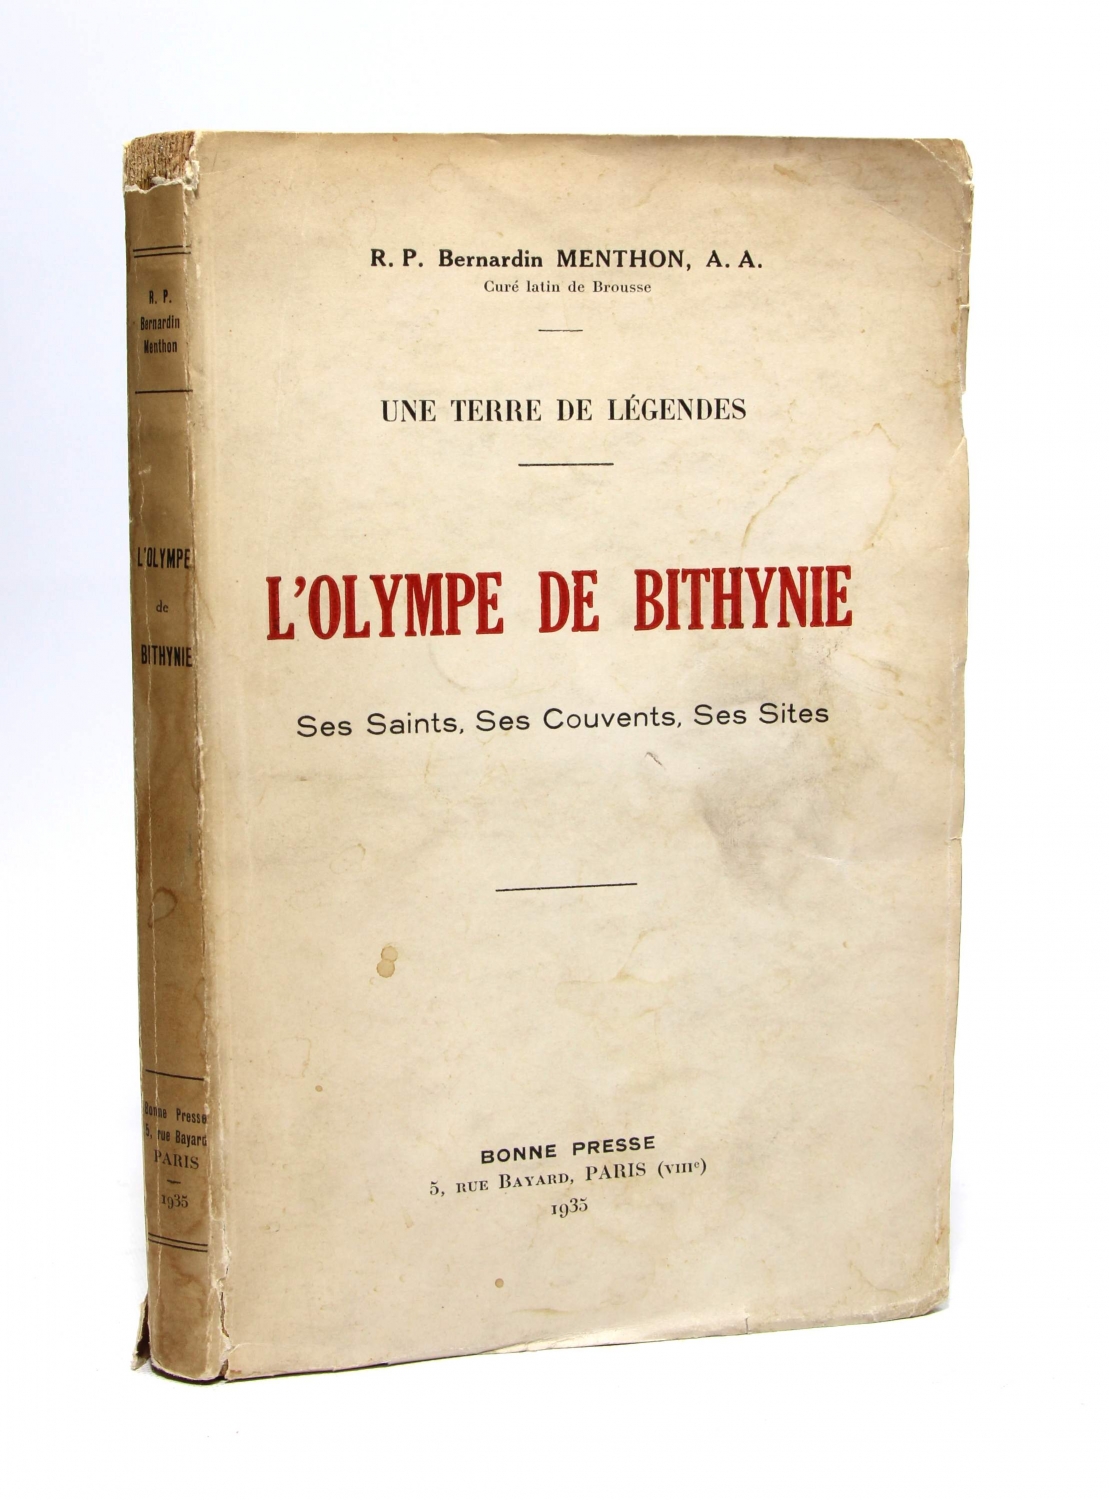 R. P. Bernardin MENTHON, A. A.
Curé latin de Brousse
UNE TERRE DE LÉGENDES
L'OLYMPE DE BITHYNIE
Ses Saints, Ses Couvents, Ses Sites
BONNE PRESSE
5, RUE BAYARD, PARIS (VIIIe)
1935
R. P.
Bernardin
Menthon
L'OLYMPE
de
BITHYNIE
Bonne Presse
5, rue Bayard
PARIS
1935